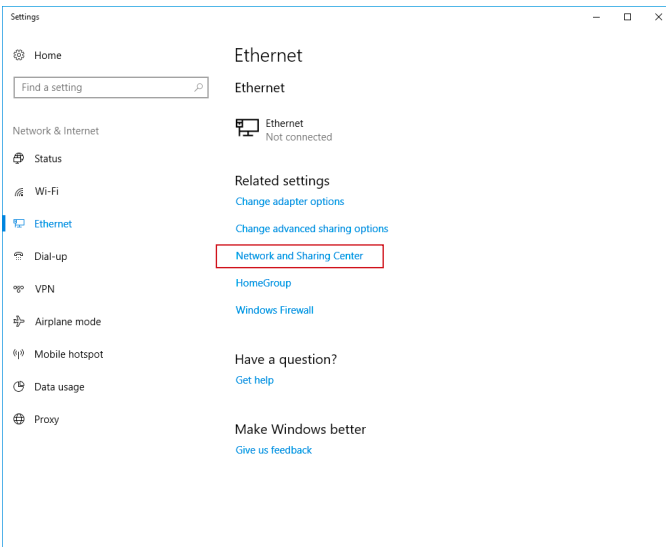 Settings
Home
Find a setting
Network & Internet
Status
Wi-Fi
Ethernet
Dial-up
VPN
Airplane mode
Mobile hotspot
Data usage
Proxy
Ethernet
Ethernet
Ethernet
Not connected
Related settings
Change adapter options
Change advanced sharing options
Network and Sharing Center
HomeGroup
Windows Firewall
Have a question?
Get help
Make Windows better
Give us feedback